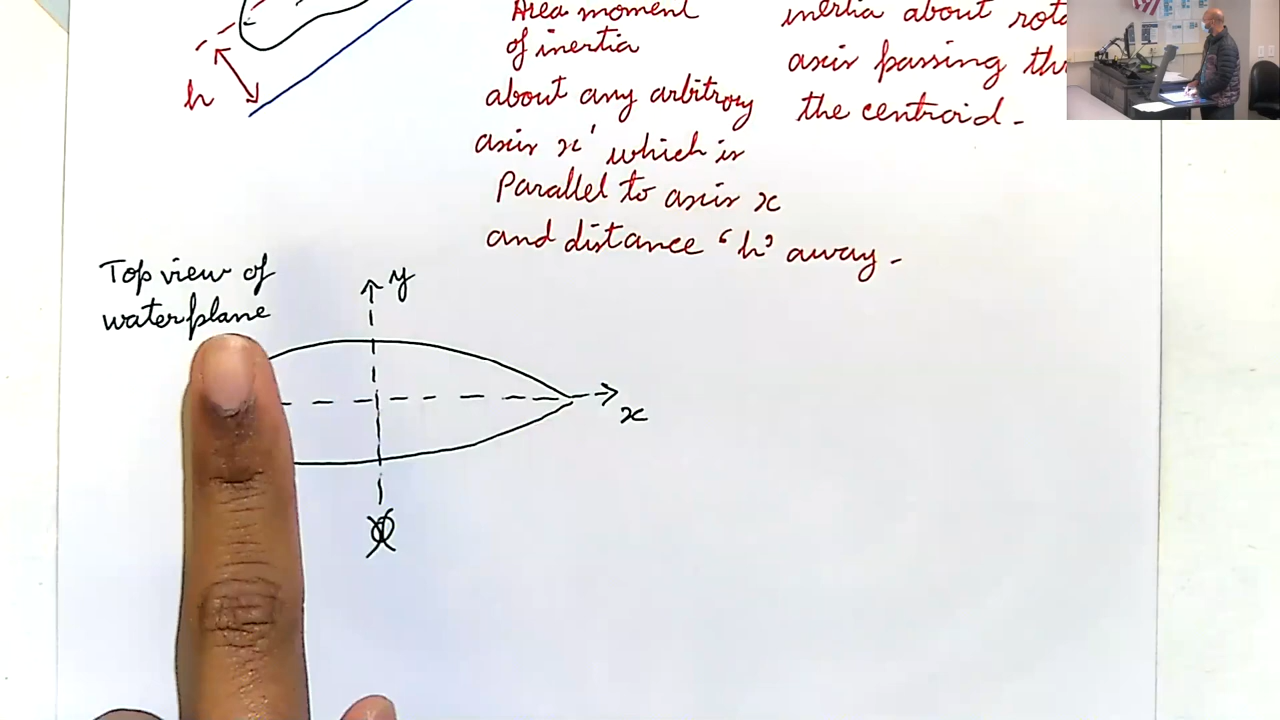 h
Area moment
of inertia
about any arbitrary
axis x' which is
Parallel to axis x
and distance 'h' away.
inertia about rota
axis passing thr
the centroid.
Top view of
waterplane
y
x